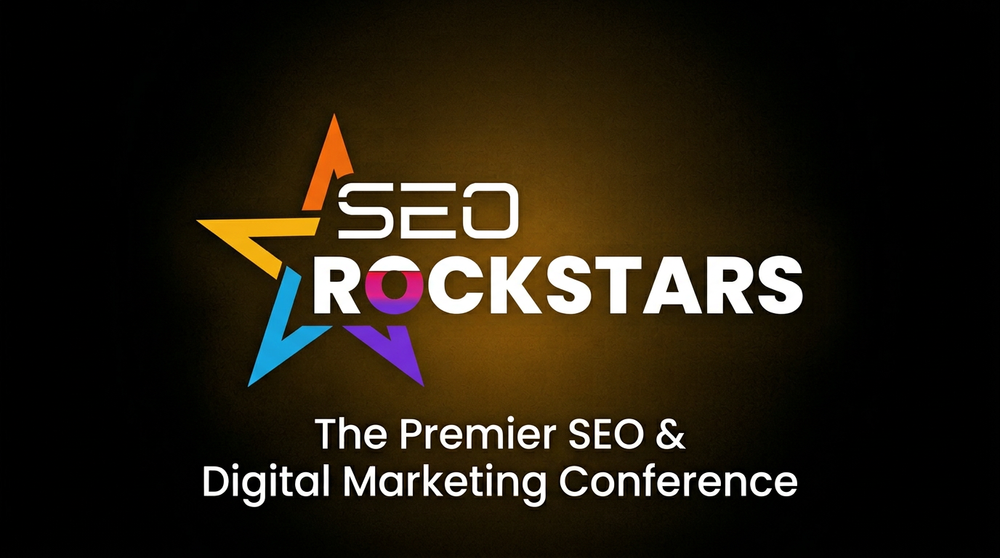 SEO
ROCKSTARS
The Premier SEO &
Digital Marketing Conference